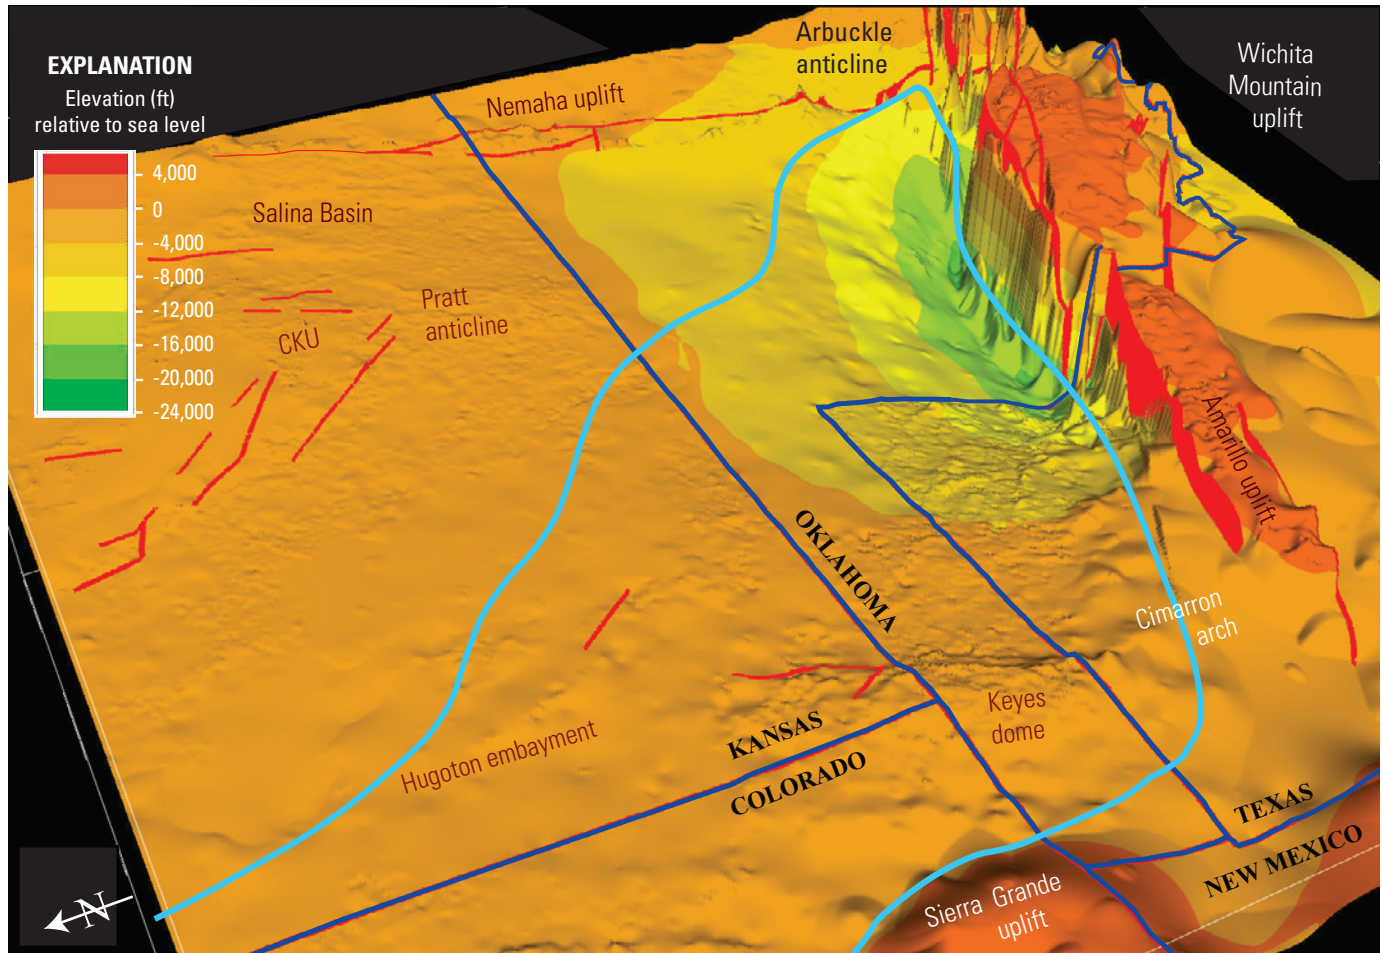 EXPLANATION
Elevation (ft)
relative to sea level
4,000
0
-4,000
-8,000
-12,000
-16,000
-20,000
-24,000
Arbuckle
anticline
Wichita
Mountain
uplift
Nemaha uplift
Salina Basin
Pratt
anticline
CKU
Amarillo uplift
OKLAHOMA
Cimarron
arch
Keyes
dome
KANSAS
COLORADO
Hugoton embayment
TEXAS
NEW MEXICO
Sierra Grande
uplift
N